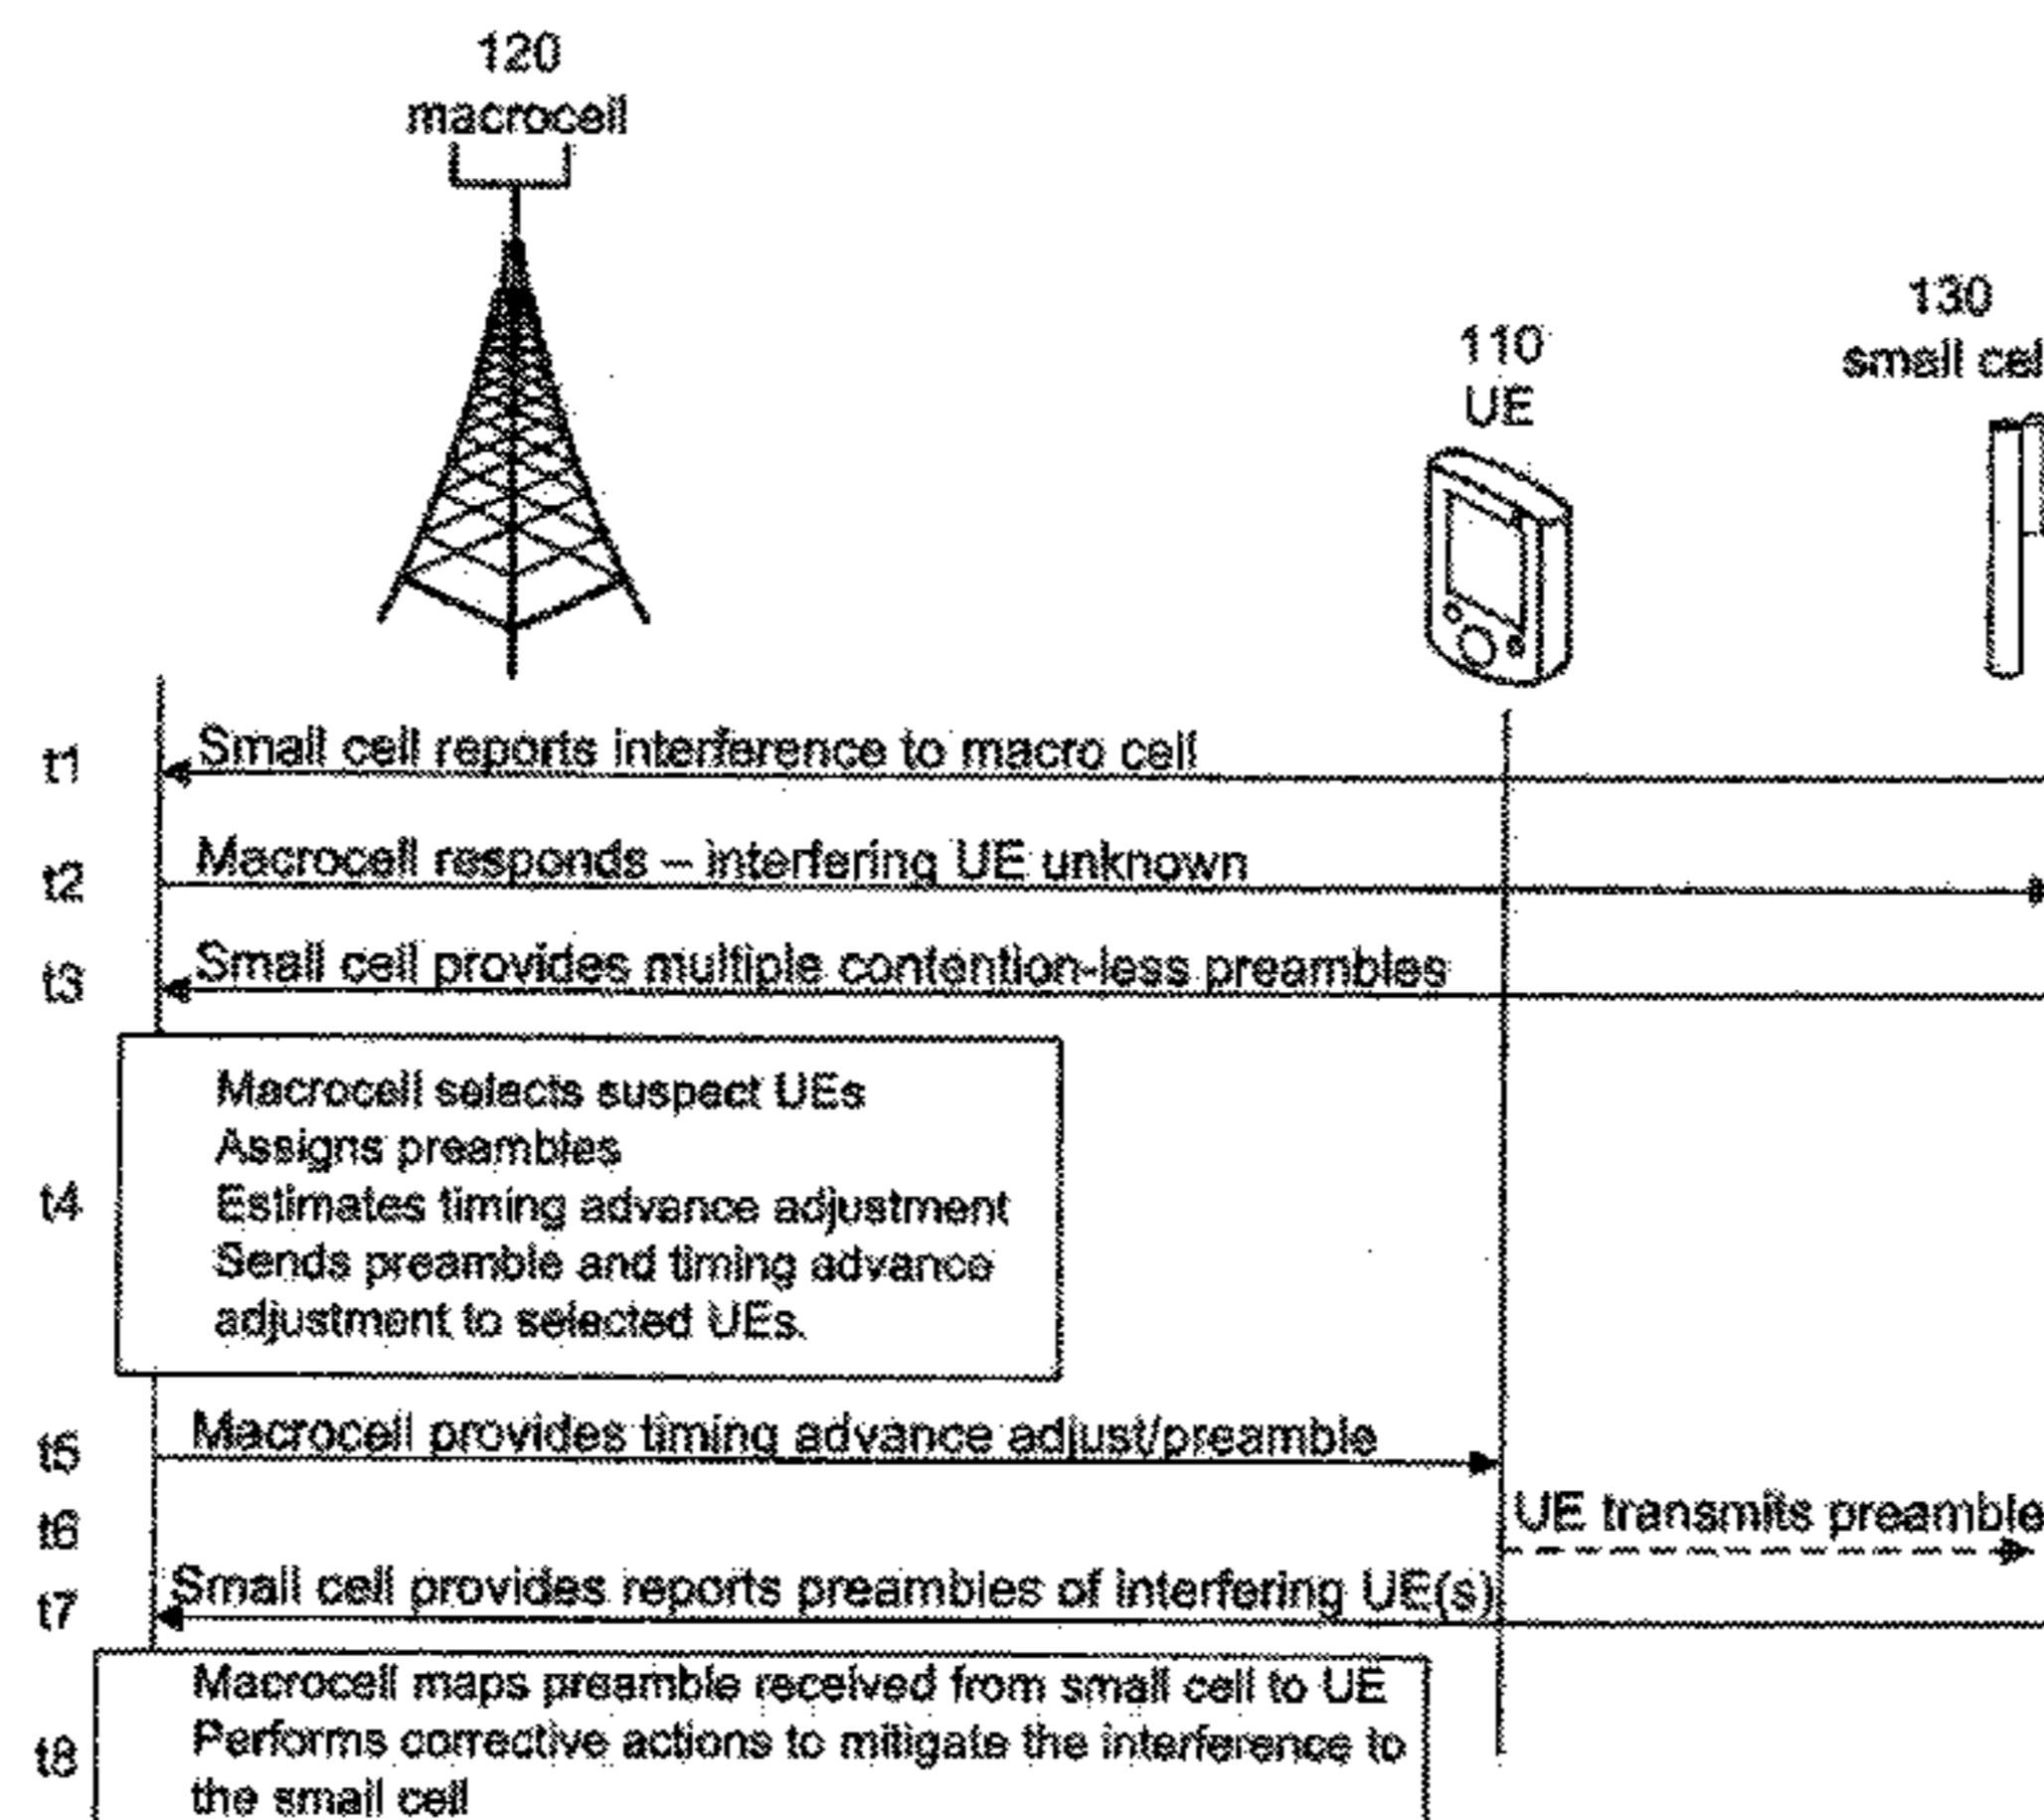 120
macrocell
130
small cel
110
UE
t1
Small cell reports interference to macro cell
t2
Macrocell responds – interfering UE unknown
t3
Small cell provides multiple contention-less preambles
t4
Macrocell selects suspect UEs
Assigns preambles
Estimates timing advance adjustment
Sends preamble and timing advance
adjustment to selected UEs.
t5
Macrocell provides timing advance adjust/preamble
t6
UE transmits preamble
t7
Small cell provides reports preambles of interfering UE(s)
t8
Macrocell maps preamble received from small cell to UE
Performs corrective actions to mitigate the interference to
the small cell